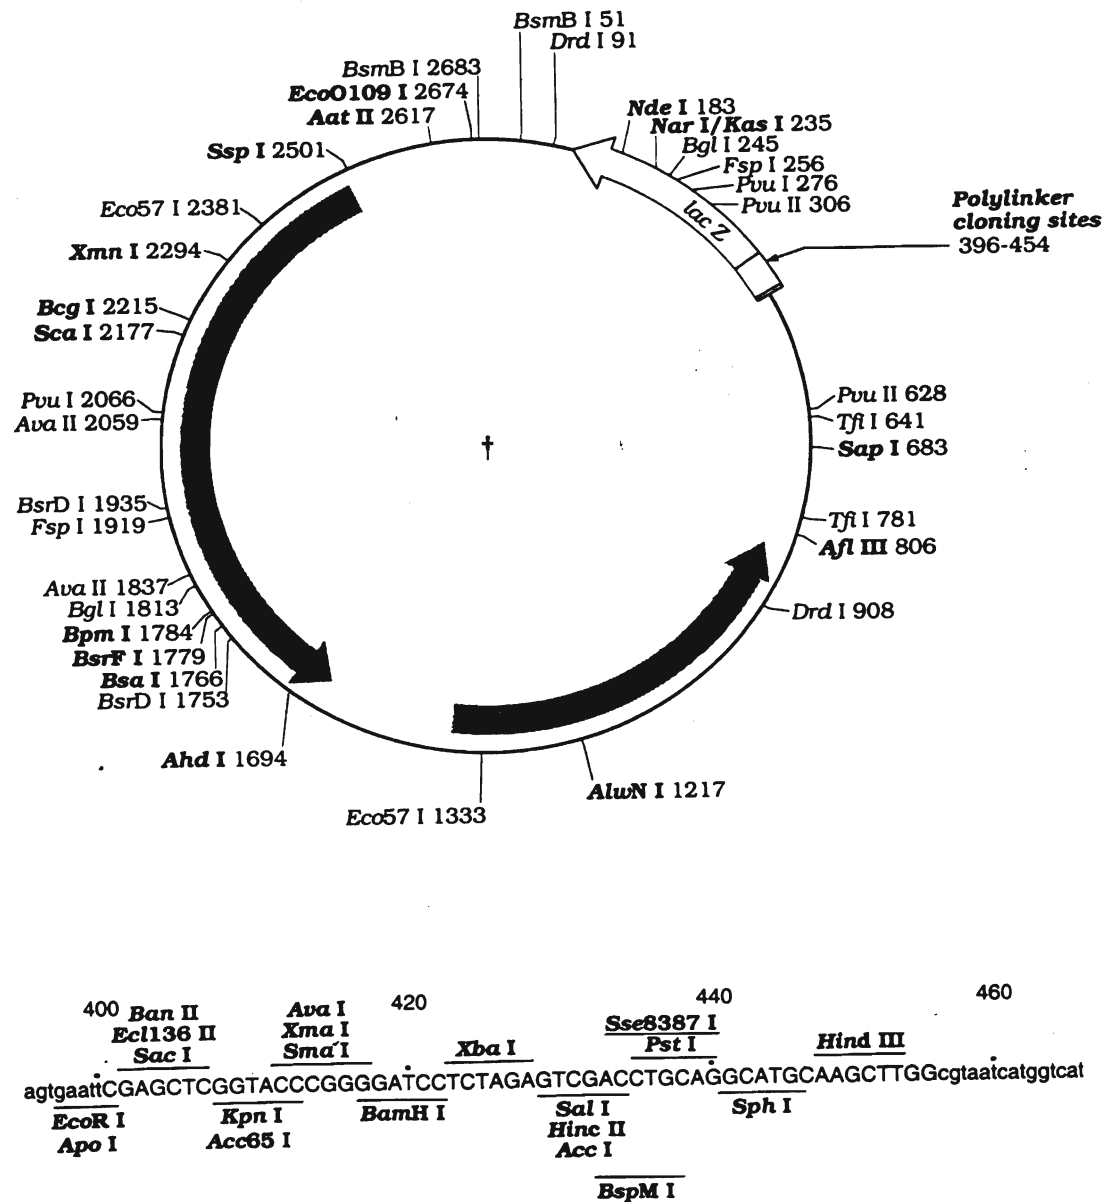 BsmB I 51
Drd I 91
BsmB I 2683
EcoO109 I 2674
Aat II 2617
Ssp I 2501
Eco57 I 2381
Xmn I 2294
Bcg I 2215
Sca I 2177
Pvu I 2066
Ava II 2059
BsrD I 1935
Fsp I 1919
Ava II 1837
Bgl I 1813
Bpm I 1784
BsrF I 1779
Bsa I 1766
BsrD I 1753
Ahd I 1694
Eco57 I 1333
AlwN I 1217
Nde I 183
Nar I/Kas I 235
Bgl I 245
Fsp I 256
Pvu I 276
Pvu II 306
lac Z
Polylinker
cloning sites
396-454
Pvu II 628
Tfi I 641
Sap I 683
Tfi I 781
Afl III 806
Drd I 908
†
400 420 440 460
Ban II
Ecl136 II
Sac I
Ava I
Xma I
Sma I
Xba I
Sse8387 I
Pst I
Hind III
agtgaattCGAGCTCGGTACCCGGGGATCCTCTAGAGTCGACCTGCAGGCATGCAAGCTTGGcgtaatcatggtcat
EcoR I
Apo I
Kpn I
Acc65 I
BamH I
Sal I
Hinc II
Acc I
BspM I
Sph I